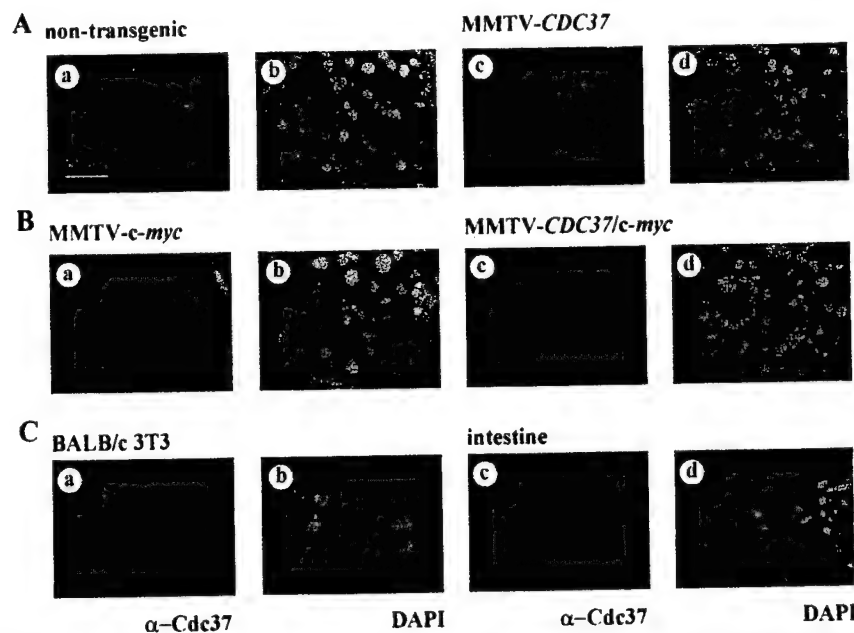 A non-transgenic MMTV-CDC37
a b c d
B MMTV-c-myc MMTV-CDC37/c-myc
a b c d
C BALB/c 3T3 intestine
a b c d
α–Cdc37 DAPI α–Cdc37 DAPI